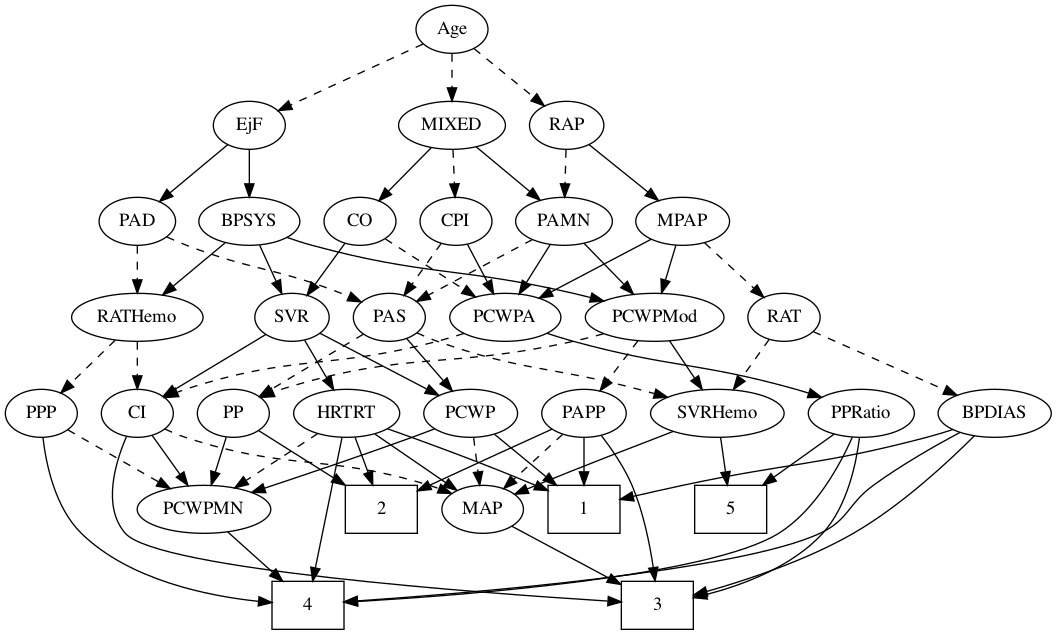 Age
EjF
MIXED
RAP
PAD
BPSYS
CO
CPI
PAMN
MPAP
RATHemo
SVR
PAS
PCWPA
PCWPMod
RAT
PPP
CI
PP
HRTRT
PCWP
PAPP
SVRHemo
PPRatio
BPDIAS
PCWPMN
2
MAP
1
5
4
3